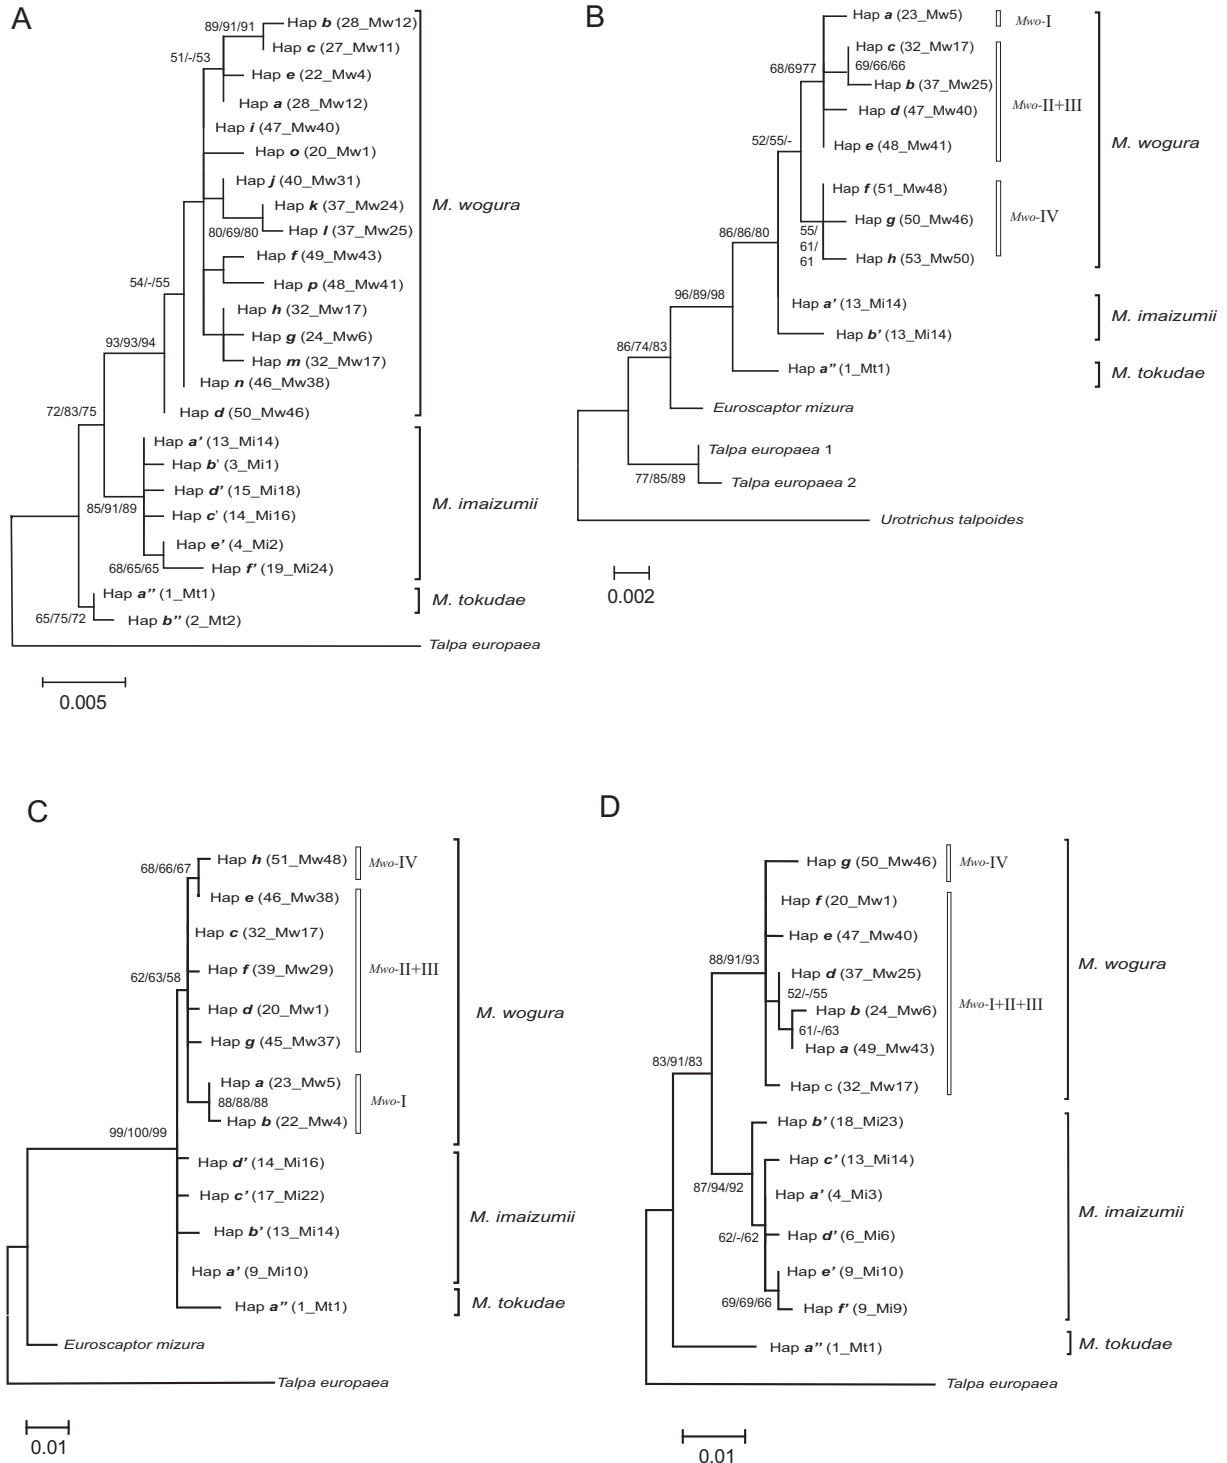 A
89/91/91
Hap b (28_Mw12)
Hap c (27_Mw11)
51/-/53
Hap e (22_Mw4)
Hap a (28_Mw12)
Hap i (47_Mw40)
Hap o (20_Mw1)
Hap j (40_Mw31)
Hap k (37_Mw24)
M. wogura
80/69/80
Hap l (37_Mw25)
Hap f (49_Mw43)
54/-/55
Hap p (48_Mw41)
Hap h (32_Mw17)
Hap g (24_Mw6)
93/93/94
Hap m (32_Mw17)
Hap n (46_Mw38)
Hap d (50_Mw46)
72/83/75
Hap a’ (13_Mi14)
Hap b’ (3_Mi1)
Hap d’ (15_Mi18)
M. imaizumii
85/91/89
Hap c’ (14_Mi16)
Hap e’ (4_Mi2)
68/65/65
Hap f’ (19_Mi24)
Hap a’’ (1_Mt1)
M. tokudae
65/75/72
Hap b’’ (2_Mt2)
Talpa europaea
0.005
B
Hap a (23_Mw5)
Mwo-I
Hap c (32_Mw17)
69/66/66
68/6977
Hap b (37_Mw25)
Mwo-II+III
Hap d (47_Mw40)
52/55/-
Hap e (48_Mw41)
M. wogura
Hap f (51_Mw48)
Hap g (50_Mw46)
Mwo-IV
86/86/80
55/
61/
61
Hap h (53_Mw50)
96/89/98
Hap a’ (13_Mi14)
M. imaizumii
Hap b’ (13_Mi14)
86/74/83
Hap a’’ (1_Mt1)
M. tokudae
Euroscaptor mizura
Talpa europaea 1
77/85/89
Talpa europaea 2
Urotrichus talpoides
0.002
C
68/66/67
Hap h (51_Mw48)
Mwo-IV
Hap e (46_Mw38)
Hap c (32_Mw17)
62/63/58
Hap f (39_Mw29)
Mwo-II+III
Hap d (20_Mw1)
M. wogura
Hap g (45_Mw37)
Hap a (23_Mw5)
88/88/88
Mwo-I
Hap b (22_Mw4)
99/100/99
Hap d’ (14_Mi16)
Hap c’ (17_Mi22)
M. imaizumii
Hap b’ (13_Mi14)
Hap a’ (9_Mi10)
Hap a’’ (1_Mt1)
M. tokudae
Euroscaptor mizura
Talpa europaea
0.01
D
Hap g (50_Mw46)
Mwo-IV
Hap f (20_Mw1)
Hap e (47_Mw40)
88/91/93
Hap d (37_Mw25)
M. wogura
52/-/55
Hap b (24_Mw6)
Mwo-I+II+III
61/-/63
Hap a (49_Mw43)
83/91/83
Hap c (32_Mw17)
Hap b’ (18_Mi23)
Hap c’ (13_Mi14)
87/94/92
Hap a’ (4_Mi3)
M. imaizumii
62/-/62
Hap d’ (6_Mi6)
Hap e’ (9_Mi10)
69/69/66
Hap f’ (9_Mi9)
Hap a’’ (1_Mt1)
M. tokudae
Talpa europaea
0.01